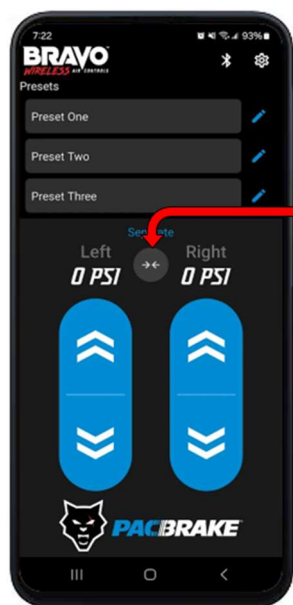 7:22 93%
BRAVO
WIRELESS AIR CONTROLS
Presets
Preset One
Preset Two
Preset Three
Separate
Left Right
0 PSI 0 PSI
PACBRAKE